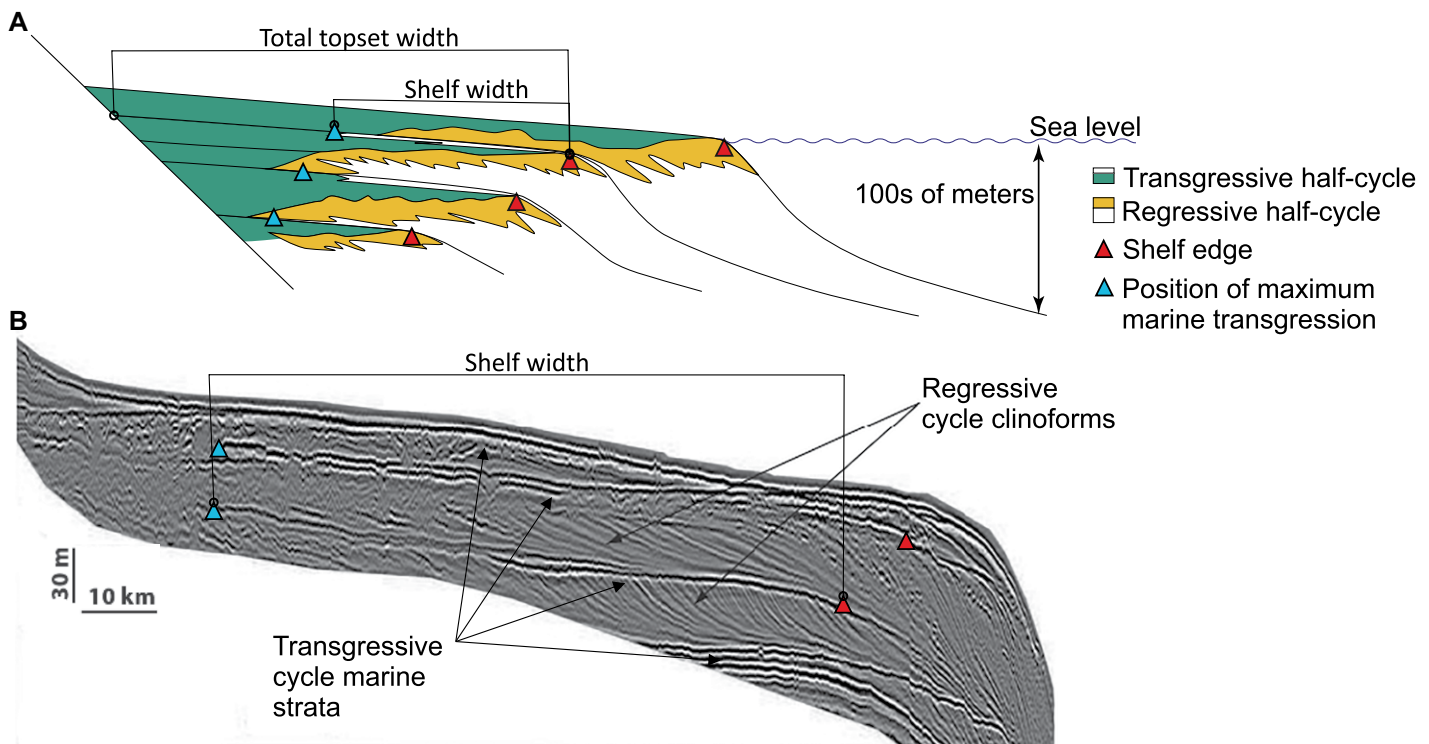 A
Total topset width
Shelf width
Sea level
100s of meters
Transgressive half-cycle
Regressive half-cycle
Shelf edge
Position of maximum
marine transgression
B
Shelf width
Regressive
cycle clinoforms
30 m
10 km
Transgressive
cycle marine
strata